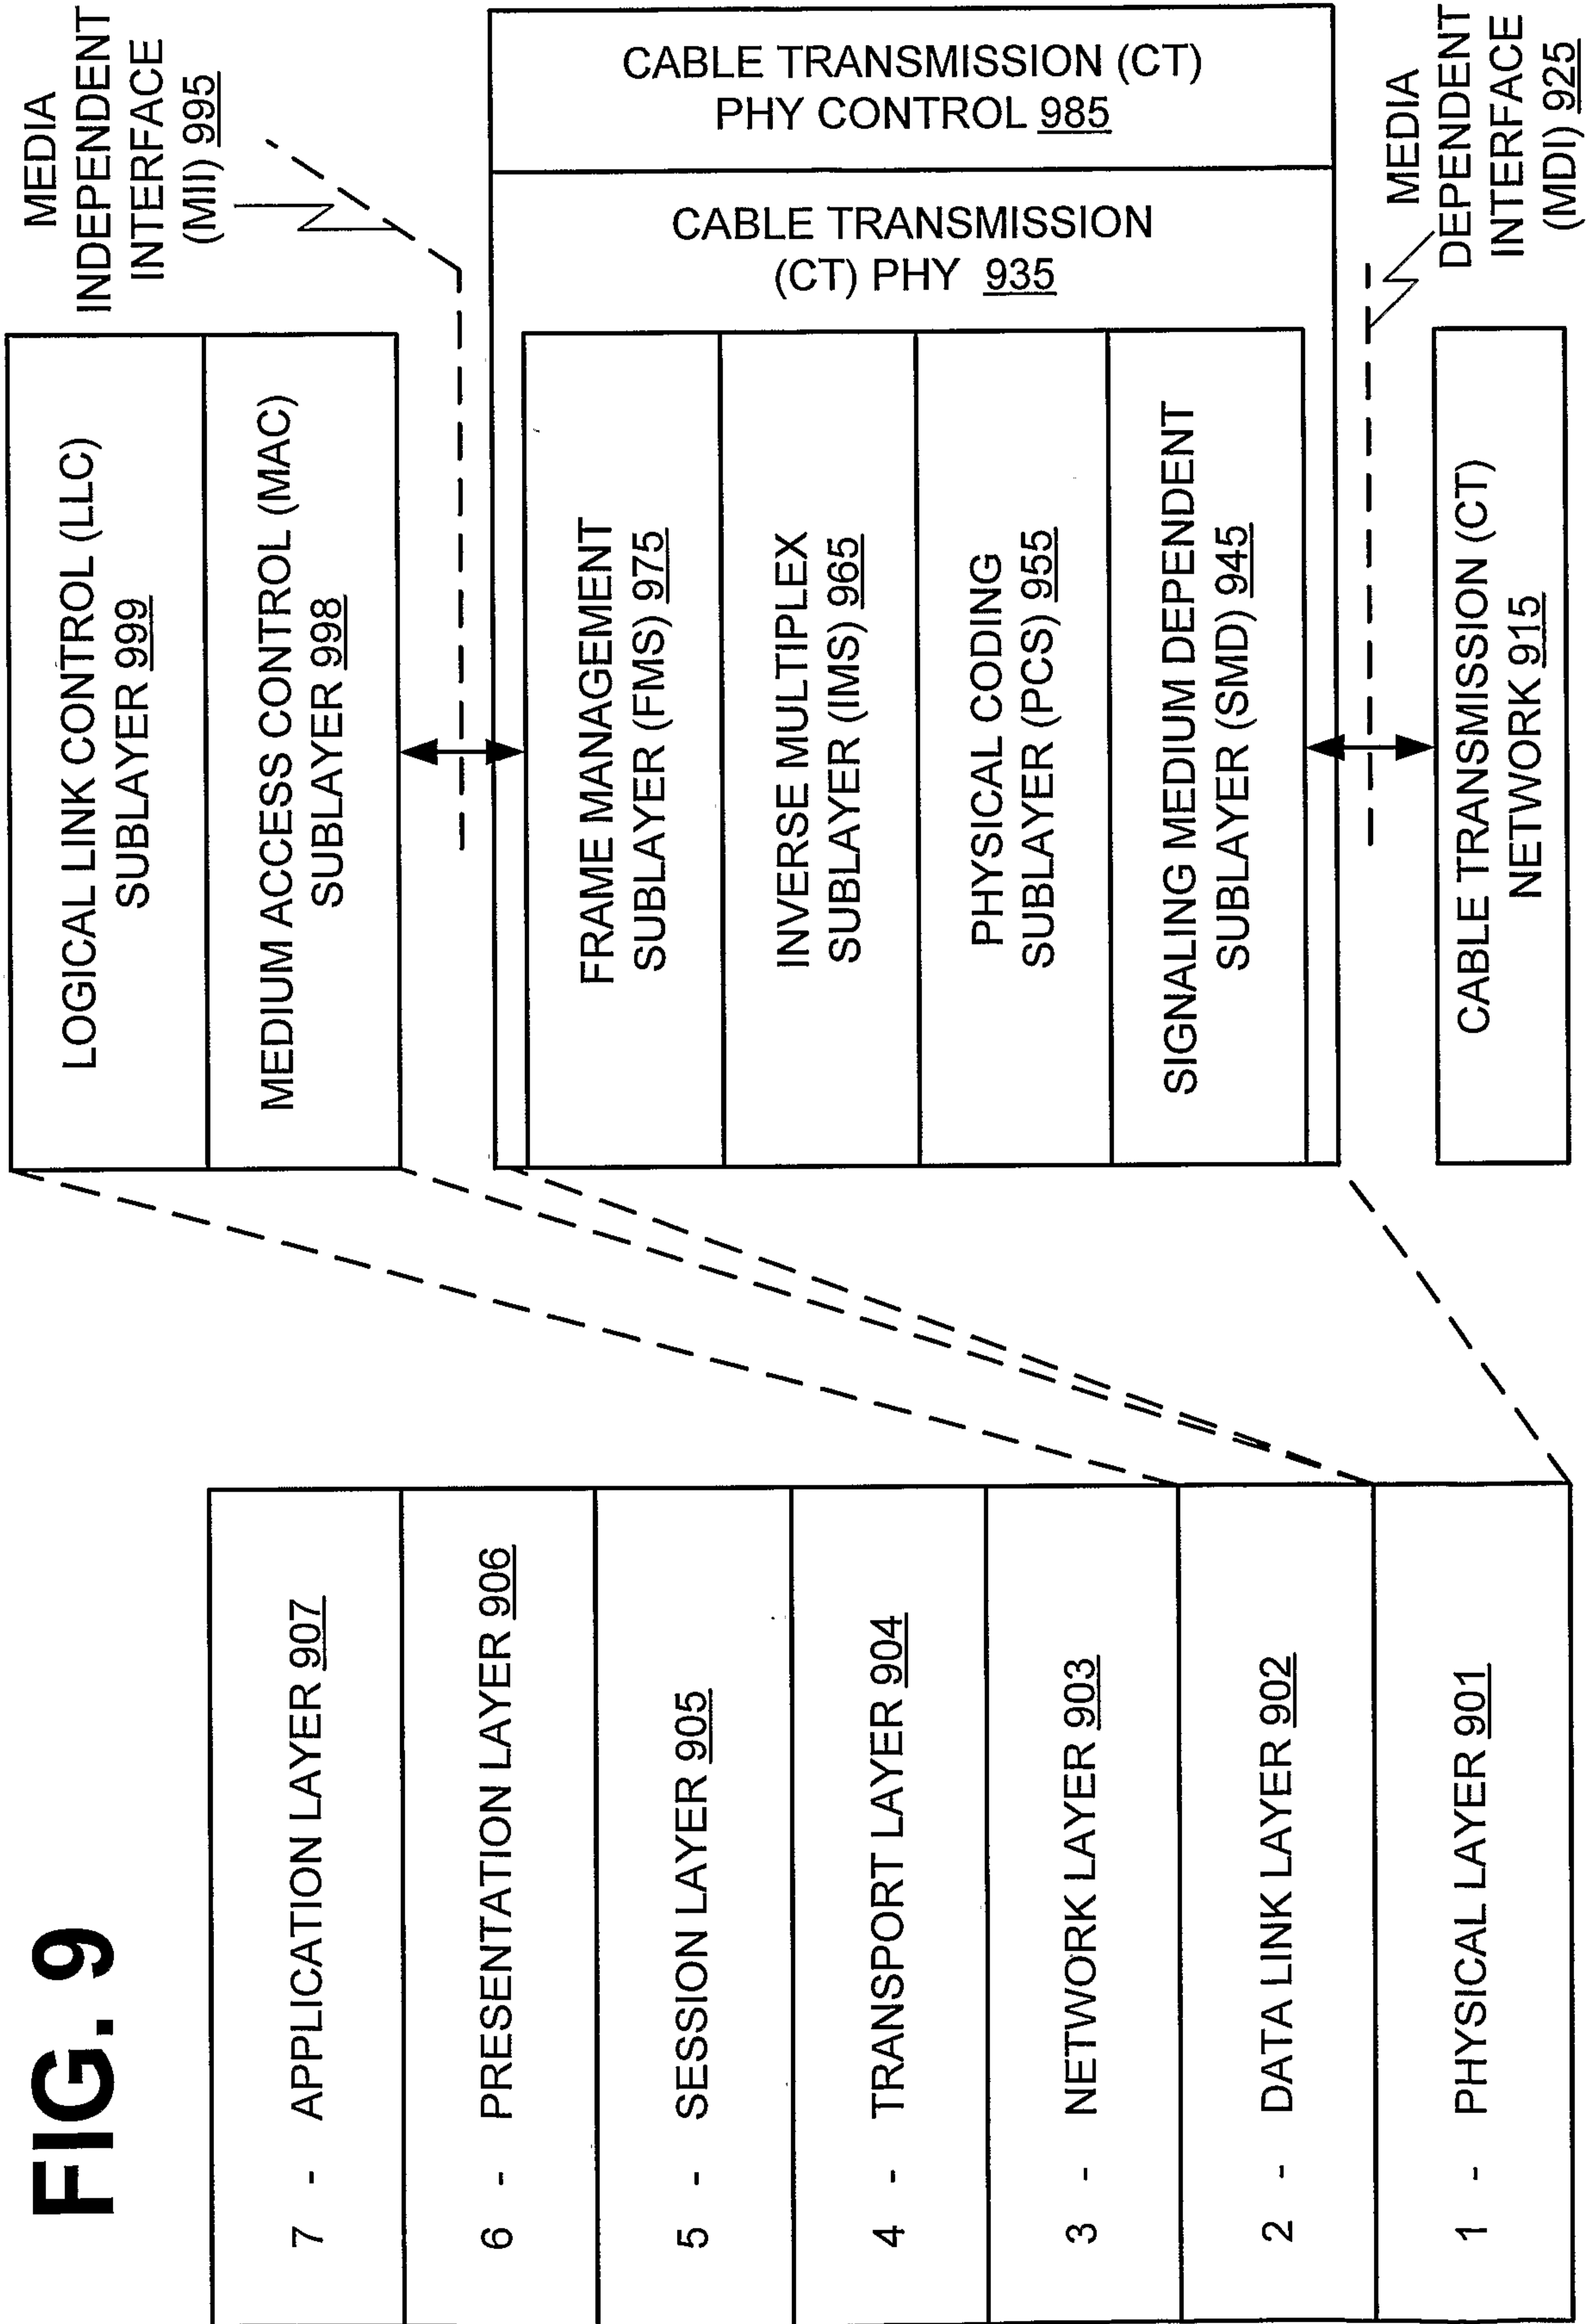 FIG. 9
7 - APPLICATION LAYER 907
6 - PRESENTATION LAYER 906
5 - SESSION LAYER 905
4 - TRANSPORT LAYER 904
3 - NETWORK LAYER 903
2 - DATA LINK LAYER 902
1 - PHYSICAL LAYER 901
LOGICAL LINK CONTROL (LLC)
SUBLAYER 999
MEDIUM ACCESS CONTROL (MAC)
SUBLAYER 998
MEDIA
INDEPENDENT
INTERFACE
(MII) 995
FRAME MANAGEMENT
SUBLAYER (FMS) 975
INVERSE MULTIPLEX
SUBLAYER (IMS) 965
PHYSICAL CODING
SUBLAYER (PCS) 955
SIGNALING MEDIUM DEPENDENT
SUBLAYER (SMD) 945
CABLE TRANSMISSION
(CT) PHY 935
CABLE TRANSMISSION (CT)
PHY CONTROL 985
MEDIA
DEPENDENT
INTERFACE
(MDI) 925
CABLE TRANSMISSION (CT)
NETWORK 915